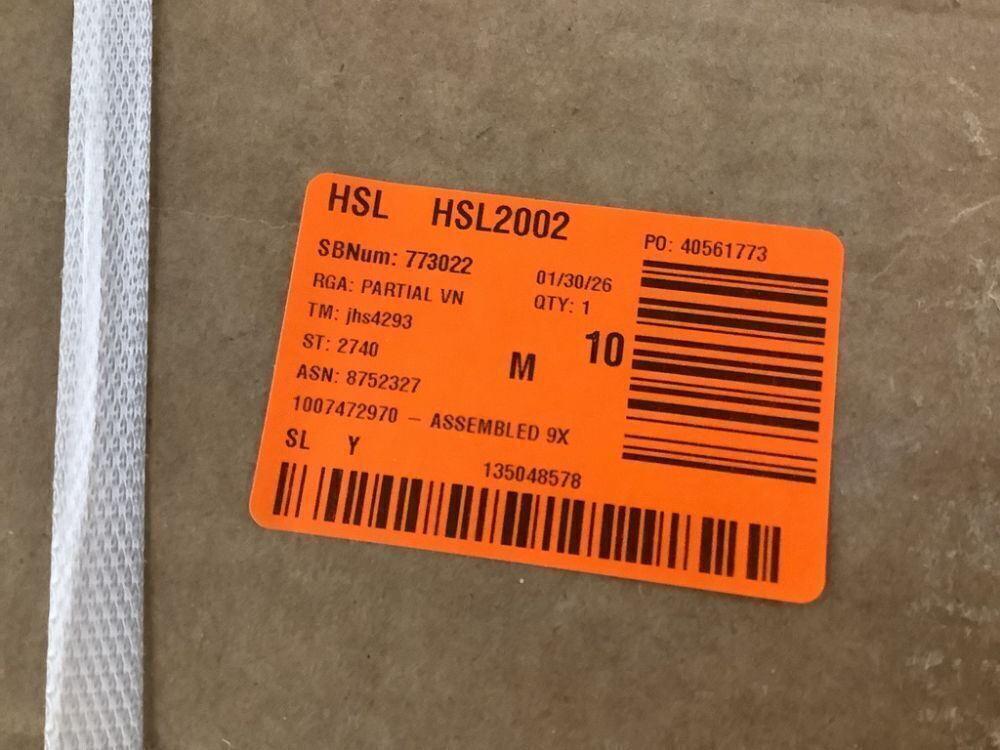 HSL HSL2002
PO: 40561773
SBNum: 773022
01/30/26
RGA: PARTIAL VN
QTY: 1
TM: jhs4293
ST: 2740
M 10
ASN: 8752327
1007472970 – ASSEMBLED 9X
SL Y
135048578